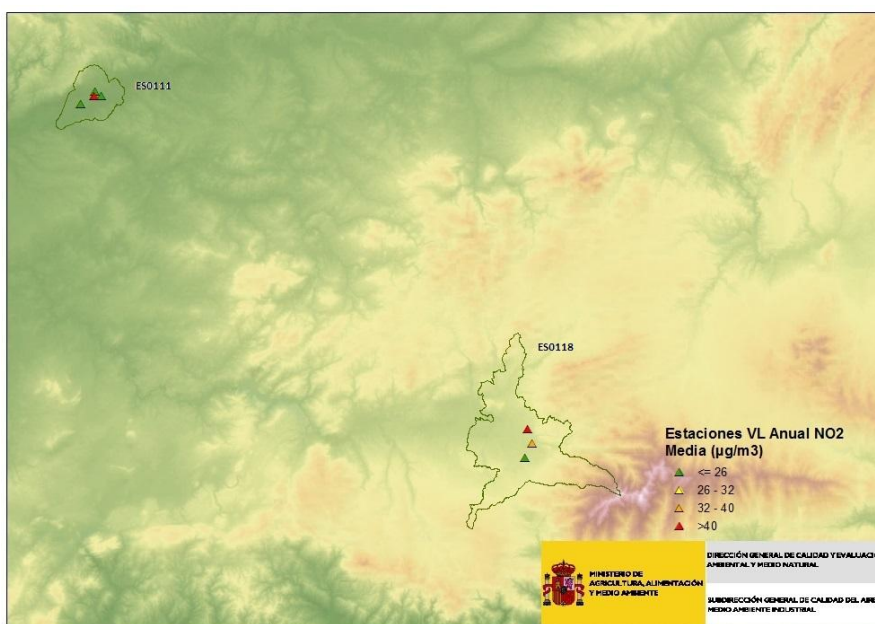 ES0111
ES0118
Estaciones VL Anual NO2
Media (µg/m3)
<= 26
26 - 32
32 - 40
>40
MINISTERIO DE
AGRICULTURA, ALIMENTACIÓN
Y MEDIO AMBIENTE
DIRECCIÓN GENERAL DE CALIDAD Y EVALUACI
AMBIENTAL Y MEDIO NATURAL
SUBDIRECCIÓN GENERAL DE CALIDAD DEL AIRE
MEDIO AMBIENTE INDUSTRIAL